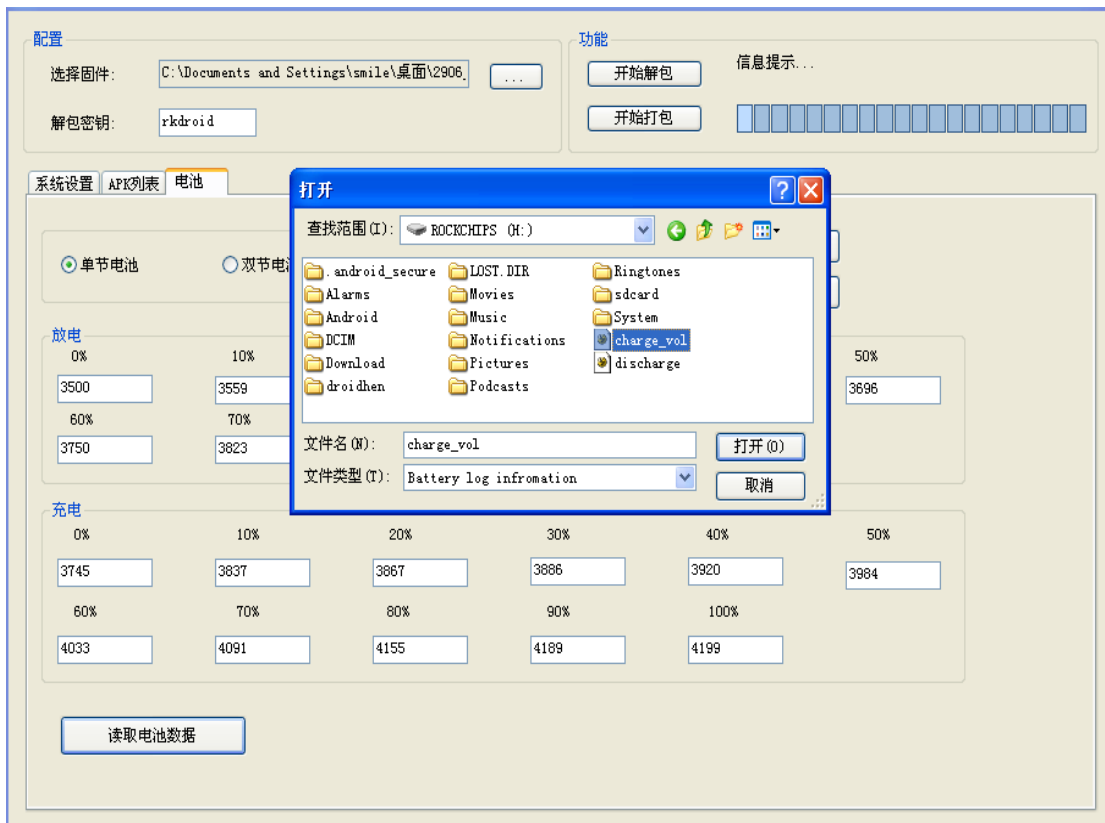 配置
选择固件:
C:\Documents and Settings\smile\桌面\2906_
...
解包密钥:
rkdroid
功能
开始解包
信息提示...
开始打包
系统设置
APK列表
电池
单节电池
双节电
打开
查找范围(I):
ROCKCHIPS (H:)
.android_secure
LOST.DIR
Ringtones
Alarms
Movies
sdcard
Android
Music
System
DCIM
Notifications
charge_vol
Download
Pictures
discharge
droidhen
Podcasts
文件名(N):
charge_vol
打开(O)
文件类型(T):
Battery log infromation
取消
放电
0%
10%
50%
3500
3559
3696
60%
70%
3750
3823
充电
0%
10%
20%
30%
40%
50%
3745
3837
3867
3886
3920
3984
60%
70%
80%
90%
100%
4033
4091
4155
4189
4199
读取电池数据